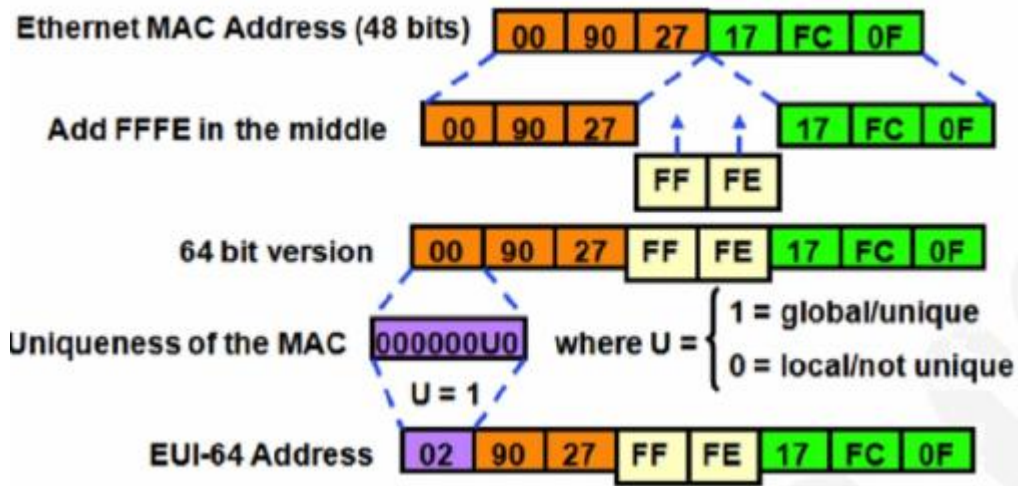 Ethernet MAC Address (48 bits) 00 90 27 17 FC 0F
Add FFFE in the middle 00 90 27 17 FC 0F
FF FE
64 bit version 00 90 27 FF FE 17 FC 0F
1 = global/unique
Uniqueness of the MAC 000000U0 where U =
0 = local/not unique
U = 1
EUI-64 Address 02 90 27 FF FE 17 FC 0F